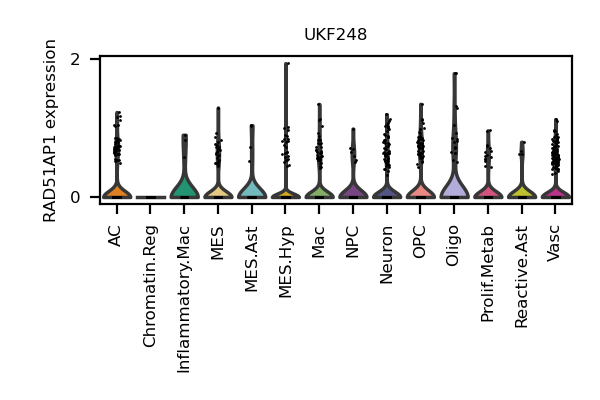 UKF248
RAD51AP1 expression
2
0
AC
Chromatin.Reg
Inflammatory.Mac
MES
MES.Ast
MES.Hyp
Mac
NPC
Neuron
OPC
Oligo
Prolif.Metab
Reactive.Ast
Vasc